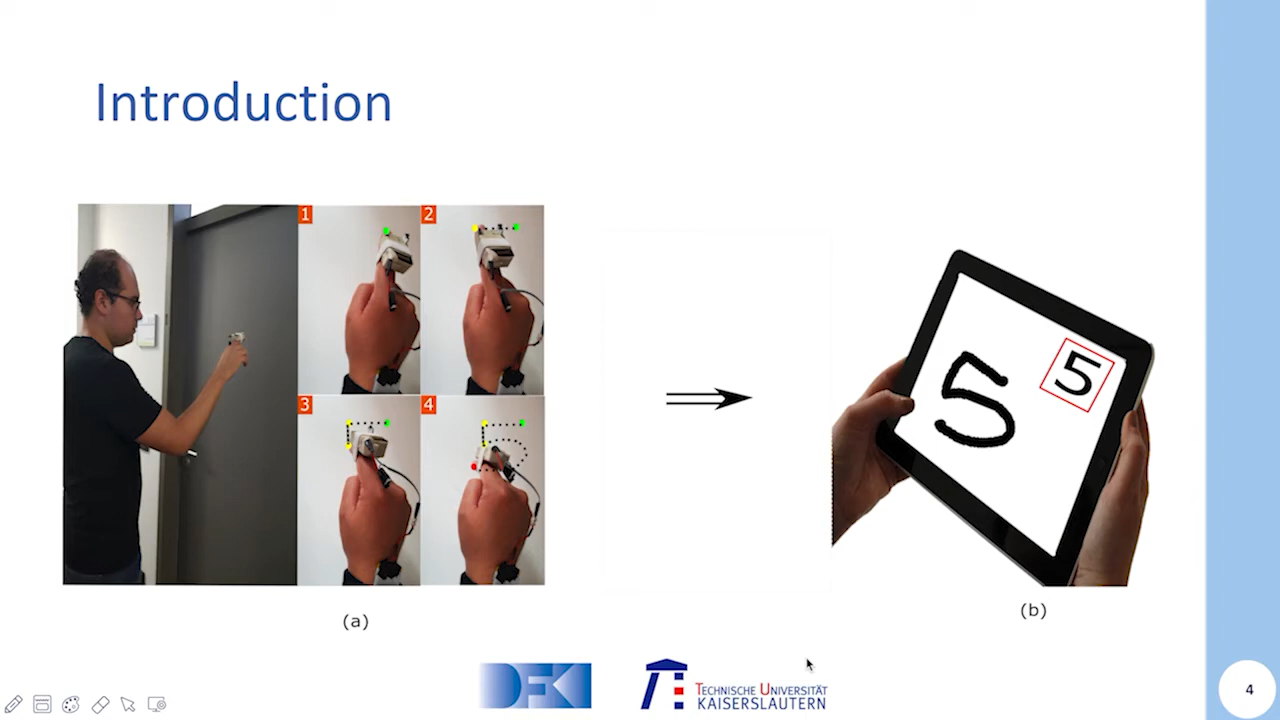 Introduction
1
2
3
4
5
5
(a)
(b)
DFKI
TECHNISCHE UNIVERSITÄT
KAISERSLAUTERN
4